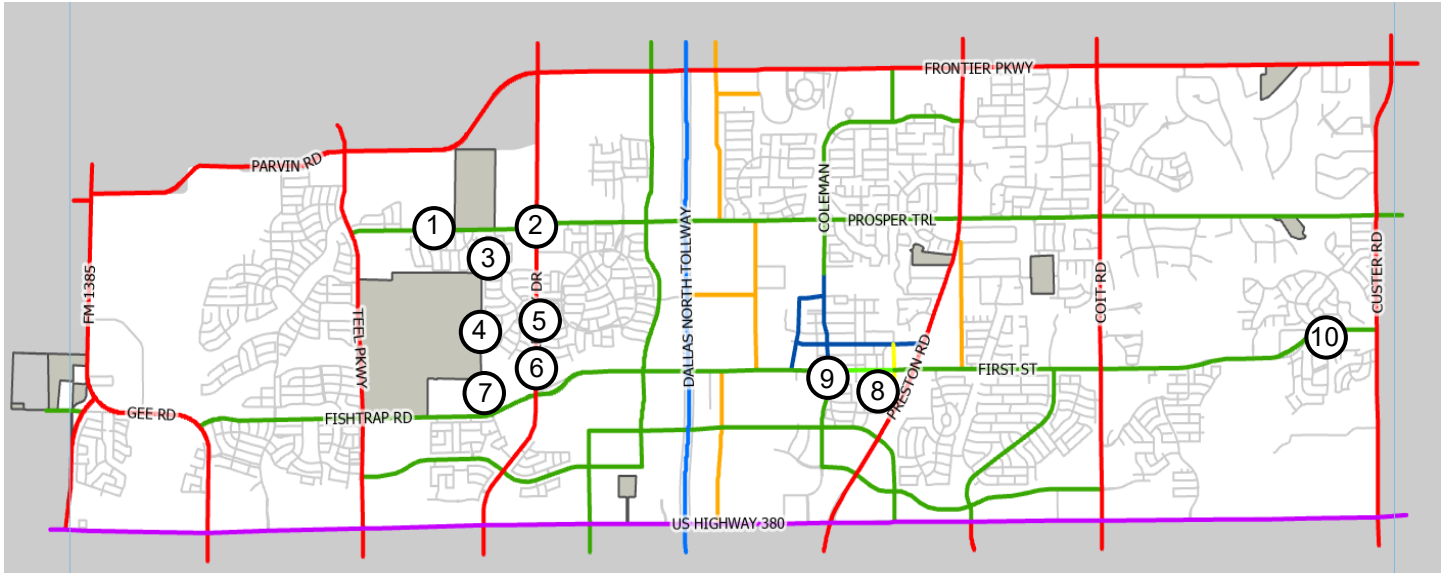 FRONTIER PKWY
PARVIN RD
COLEMAN
PROSPER TRL
1
2
3
DALLAS NORTH TOLLWAY
CUSTER RD
FM 1385
DR
COIT RD
TEEL PKWY
4
5
10
PRESTON RD
6
FIRST ST
9
8
7
GEE RD
FISHTRAP RD
US HIGHWAY 380